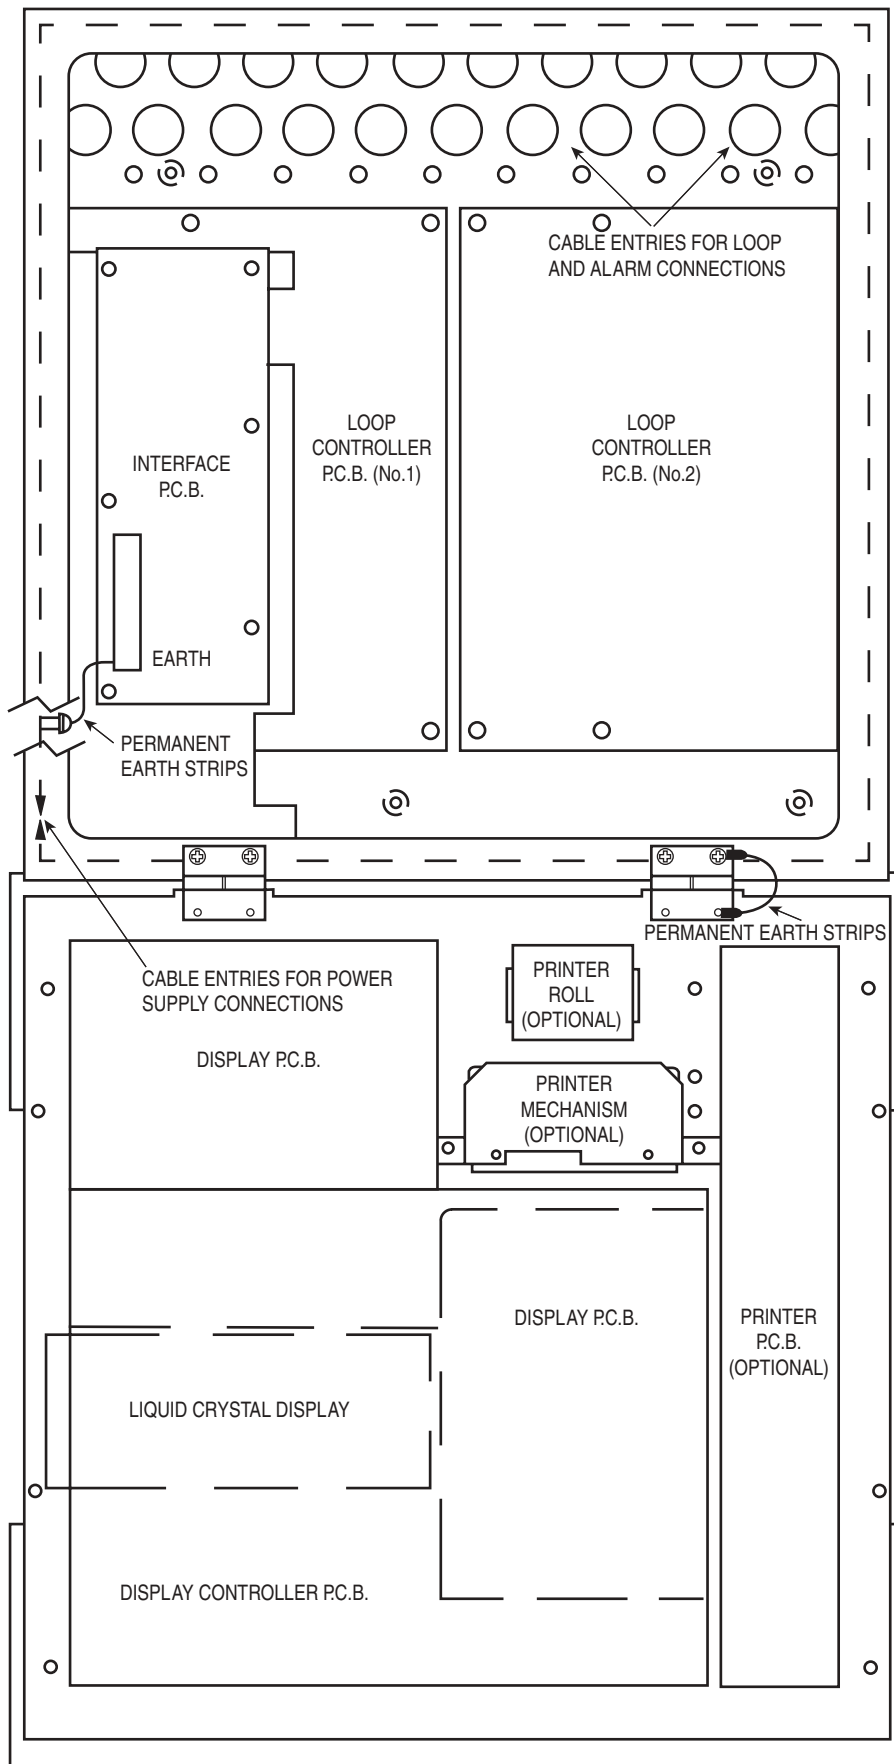 CABLE ENTRIES FOR LOOP
AND ALARM CONNECTIONS
INTERFACE
P.C.B.
LOOP
CONTROLLER
P.C.B. (No.1)
LOOP
CONTROLLER
P.C.B. (No.2)
EARTH
PERMANENT
EARTH STRIPS
PERMANENT EARTH STRIPS
CABLE ENTRIES FOR POWER
SUPPLY CONNECTIONS
PRINTER
ROLL
(OPTIONAL)
DISPLAY P.C.B.
PRINTER
MECHANISM
(OPTIONAL)
DISPLAY P.C.B.
PRINTER
P.C.B.
(OPTIONAL)
LIQUID CRYSTAL DISPLAY
DISPLAY CONTROLLER P.C.B.